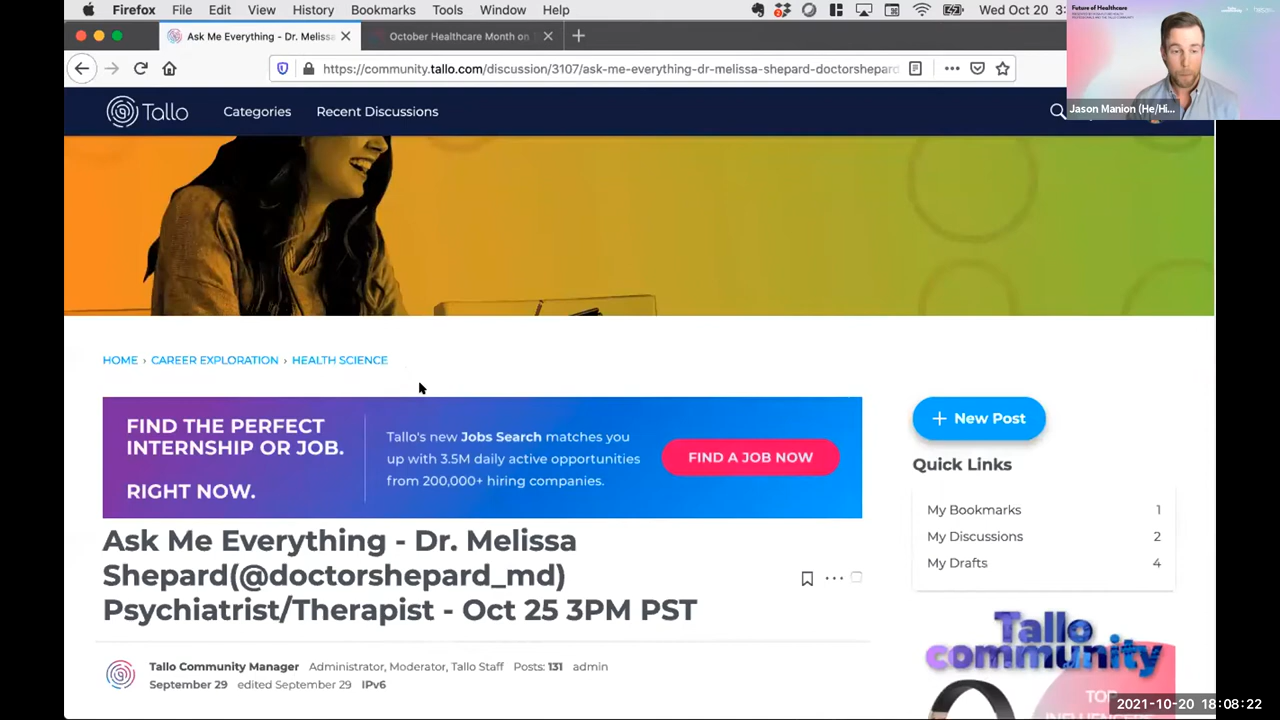 Firefox File Edit View History Bookmarks Tools Window Help Wed Oct 20 3:
Future of Healthcare
Ask Me Everything - Dr. Melissa
October Healthcare Month on
https://community.tallo.com/discussion/3107/ask-me-everything-dr-melissa-shepard-doctorshepard
Jason Manion (He/Hi...
Tallo Categories Recent Discussions
HOME › CAREER EXPLORATION › HEALTH SCIENCE
FIND THE PERFECT
INTERNSHIP OR JOB.
RIGHT NOW.
Tallo's new Jobs Search matches you
up with 3.5M daily active opportunities
from 200,000+ hiring companies.
FIND A JOB NOW
+ New Post
Quick Links
My Bookmarks 1
My Discussions 2
My Drafts 4
Ask Me Everything - Dr. Melissa
Shepard(@doctorshepard_md)
Psychiatrist/Therapist - Oct 25 3PM PST
Tallo Community Manager Administrator, Moderator, Tallo Staff Posts: 131 admin
September 29 edited September 29 IPv6
Tallo
community
TOP
2021-10-20 18:08:22